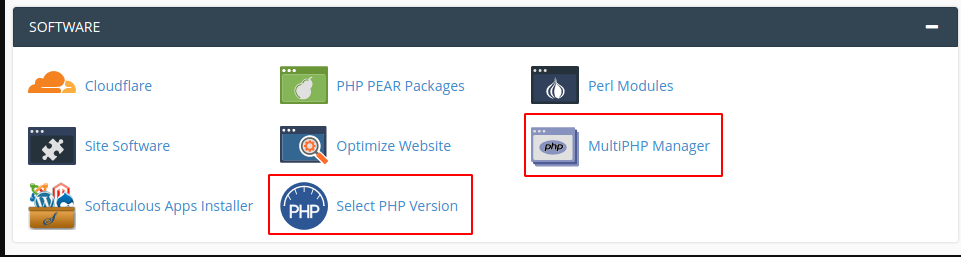 SOFTWARE
Cloudflare
PHP PEAR Packages
Perl Modules
Site Software
Optimize Website
php
MultiPHP Manager
Softaculous Apps Installer
PHP
Select PHP Version